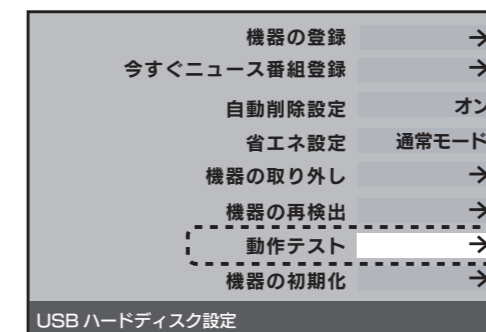 機器の登録 →
今すぐニュース番組登録 →
自動削除設定 オン
省エネ設定 通常モード
機器の取り外し →
機器の再検出 →
動作テスト →
機器の初期化 →
USB ハードディスク設定